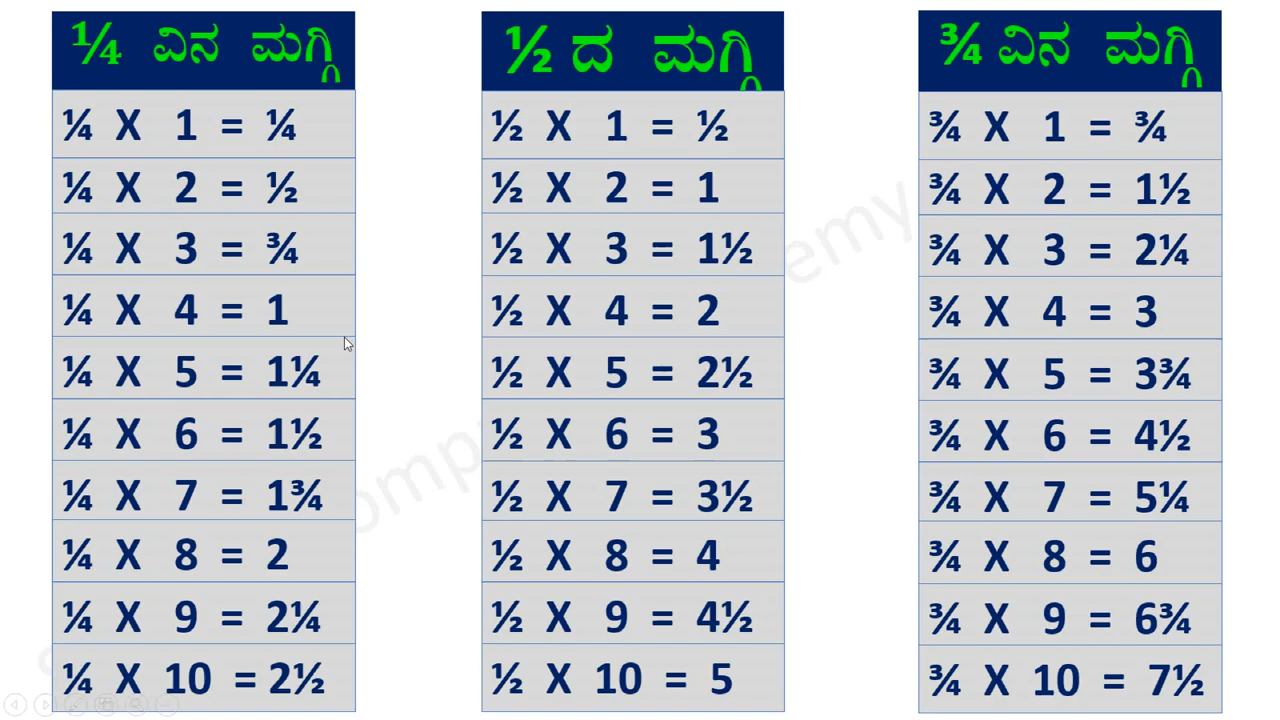 ¼ ವಿನ ಮಗ್ಗಿ
¼ X 1 = ¼
¼ X 2 = ½
¼ X 3 = ¾
¼ X 4 = 1
¼ X 5 = 1¼
¼ X 6 = 1½
¼ X 7 = 1¾
¼ X 8 = 2
¼ X 9 = 2¼
¼ X 10 = 2½
½ ದ ಮಗ್ಗಿ
½ X 1 = ½
½ X 2 = 1
½ X 3 = 1½
½ X 4 = 2
½ X 5 = 2½
½ X 6 = 3
½ X 7 = 3½
½ X 8 = 4
½ X 9 = 4½
½ X 10 = 5
¾ ವಿನ ಮಗ್ಗಿ
¾ X 1 = ¾
¾ X 2 = 1½
¾ X 3 = 2¼
¾ X 4 = 3
¾ X 5 = 3¾
¾ X 6 = 4½
¾ X 7 = 5¼
¾ X 8 = 6
¾ X 9 = 6¾
¾ X 10 = 7½